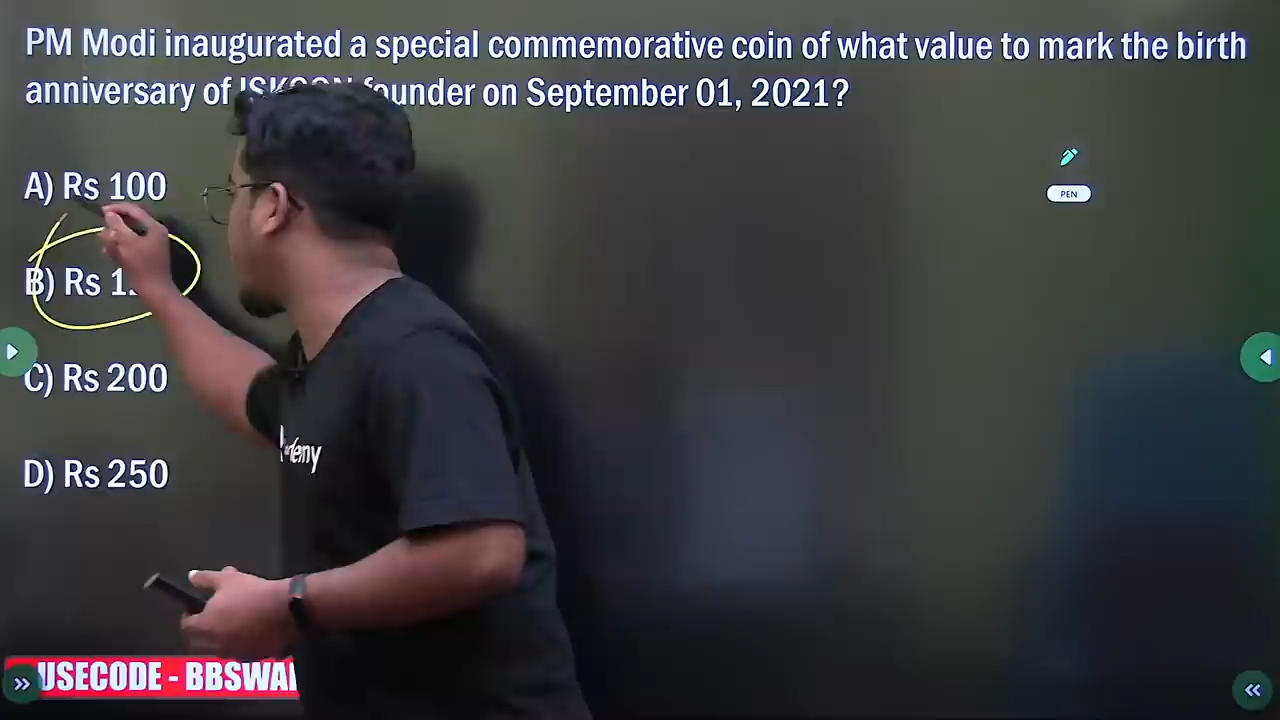 PM Modi inaugurated a special commemorative coin of what value to mark the birth
anniversary of founder on September 01, 2021?
A) Rs 100
PEN
B) Rs
C) Rs 200
D) Rs 250
USECODE -